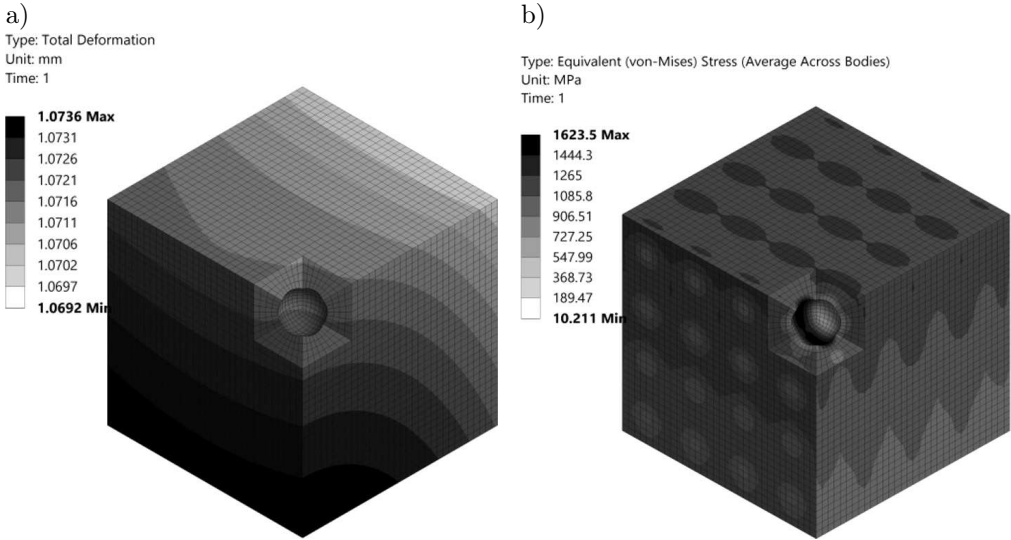 a)
Type: Total Deformation
Unit: mm
Time: 1
1.0736 Max
1.0731
1.0726
1.0721
1.0716
1.0711
1.0706
1.0702
1.0697
1.0692 Min
b)
Type: Equivalent (von-Mises) Stress (Average Across Bodies)
Unit: MPa
Time: 1
1623.5 Max
1444.3
1265
1085.8
906.51
727.25
547.99
368.73
189.47
10.211 Min